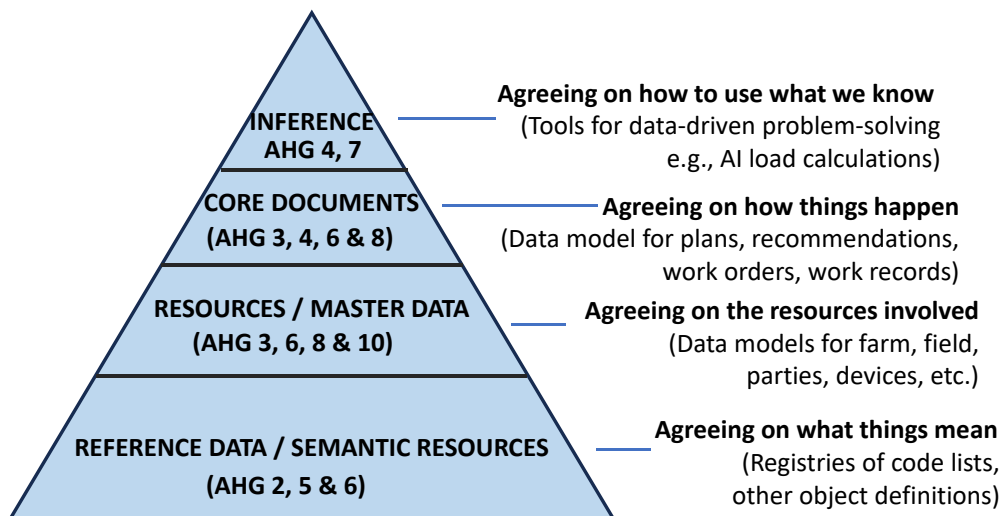 INFERENCE
AHG 4, 7
Agreeing on how to use what we know
(Tools for data-driven problem-solving
e.g., AI load calculations)
CORE DOCUMENTS
(AHG 3, 4, 6 & 8)
Agreeing on how things happen
(Data model for plans, recommendations,
work orders, work records)
RESOURCES / MASTER DATA
(AHG 3, 6, 8 & 10)
Agreeing on the resources involved
(Data models for farm, field,
parties, devices, etc.)
REFERENCE DATA / SEMANTIC RESOURCES
(AHG 2, 5 & 6)
Agreeing on what things mean
(Registries of code lists,
other object definitions)